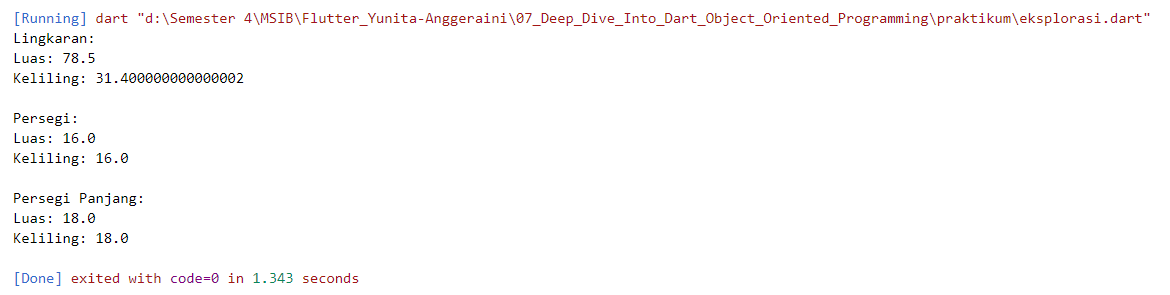 [Running] dart "d:\Semester 4\MSIB\Flutter_Yunita-Anggeraini\07_Deep_Dive_Into_Dart_Object_Oriented_Programming\praktikum\eksplorasi.dart"
Lingkaran:
Luas: 78.5
Keliling: 31.400000000000002

Persegi:
Luas: 16.0
Keliling: 16.0

Persegi Panjang:
Luas: 18.0
Keliling: 18.0

[Done] exited with code=0 in 1.343 seconds